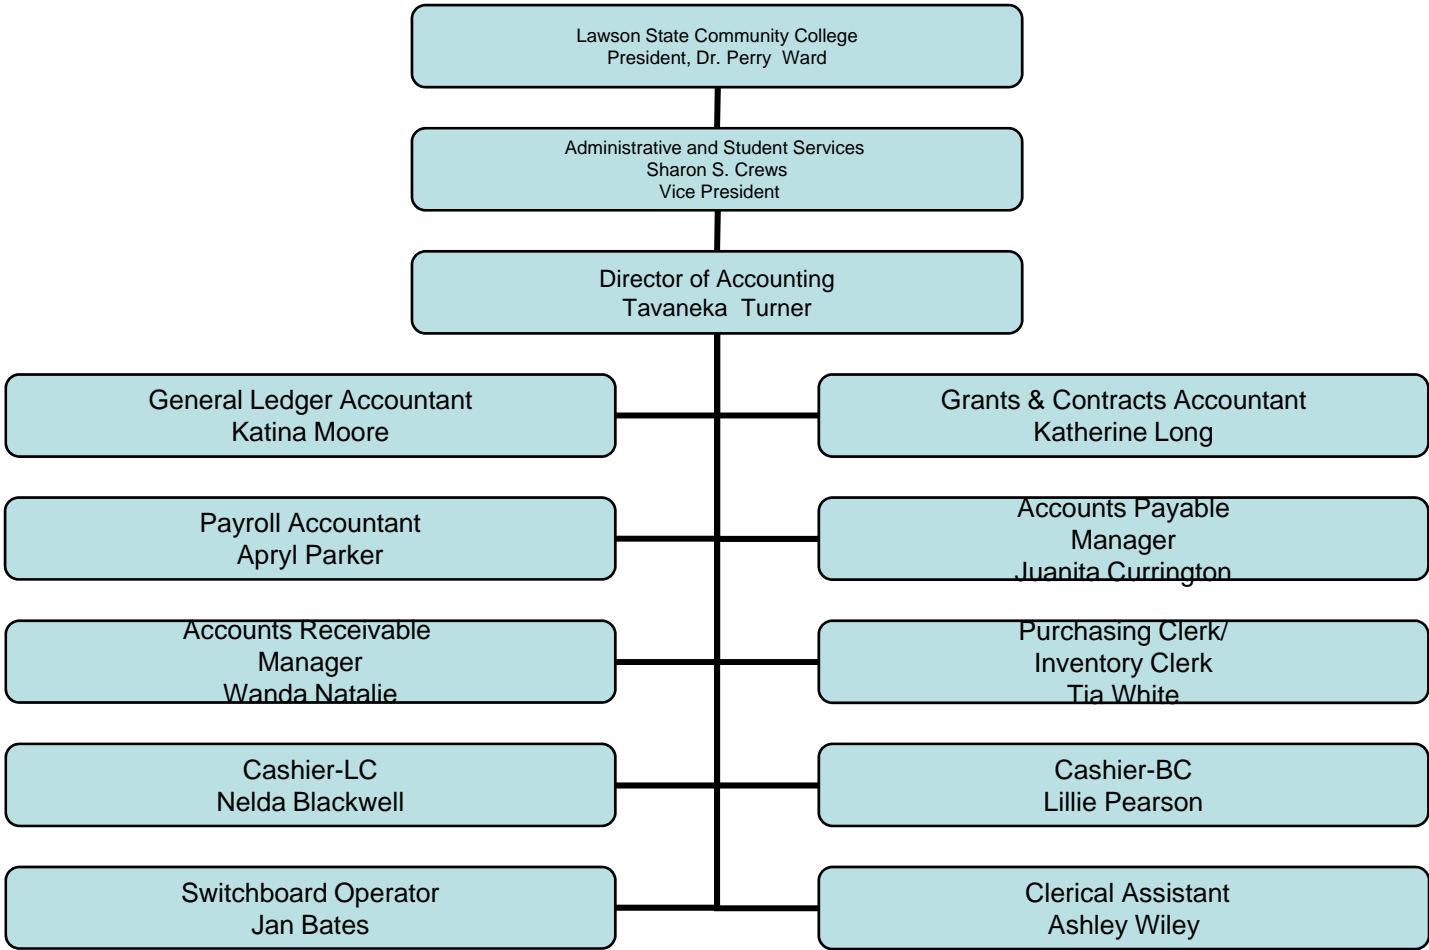 Lawson State Community College
President, Dr. Perry  Ward
Administrative and Student Services
Sharon S. Crews
Vice President
Director of Accounting
Tavaneka  Turner
General Ledger Accountant
Katina Moore
Grants & Contracts Accountant
Katherine Long
Payroll Accountant
Apryl Parker
Accounts Payable
Manager
Juanita Currington
Accounts Receivable
Manager
Wanda Natalie
Purchasing Clerk/
Inventory Clerk
Tia White
Cashier-LC
Nelda Blackwell
Cashier-BC
Lillie Pearson
Switchboard Operator
Jan Bates
Clerical Assistant
Ashley Wiley